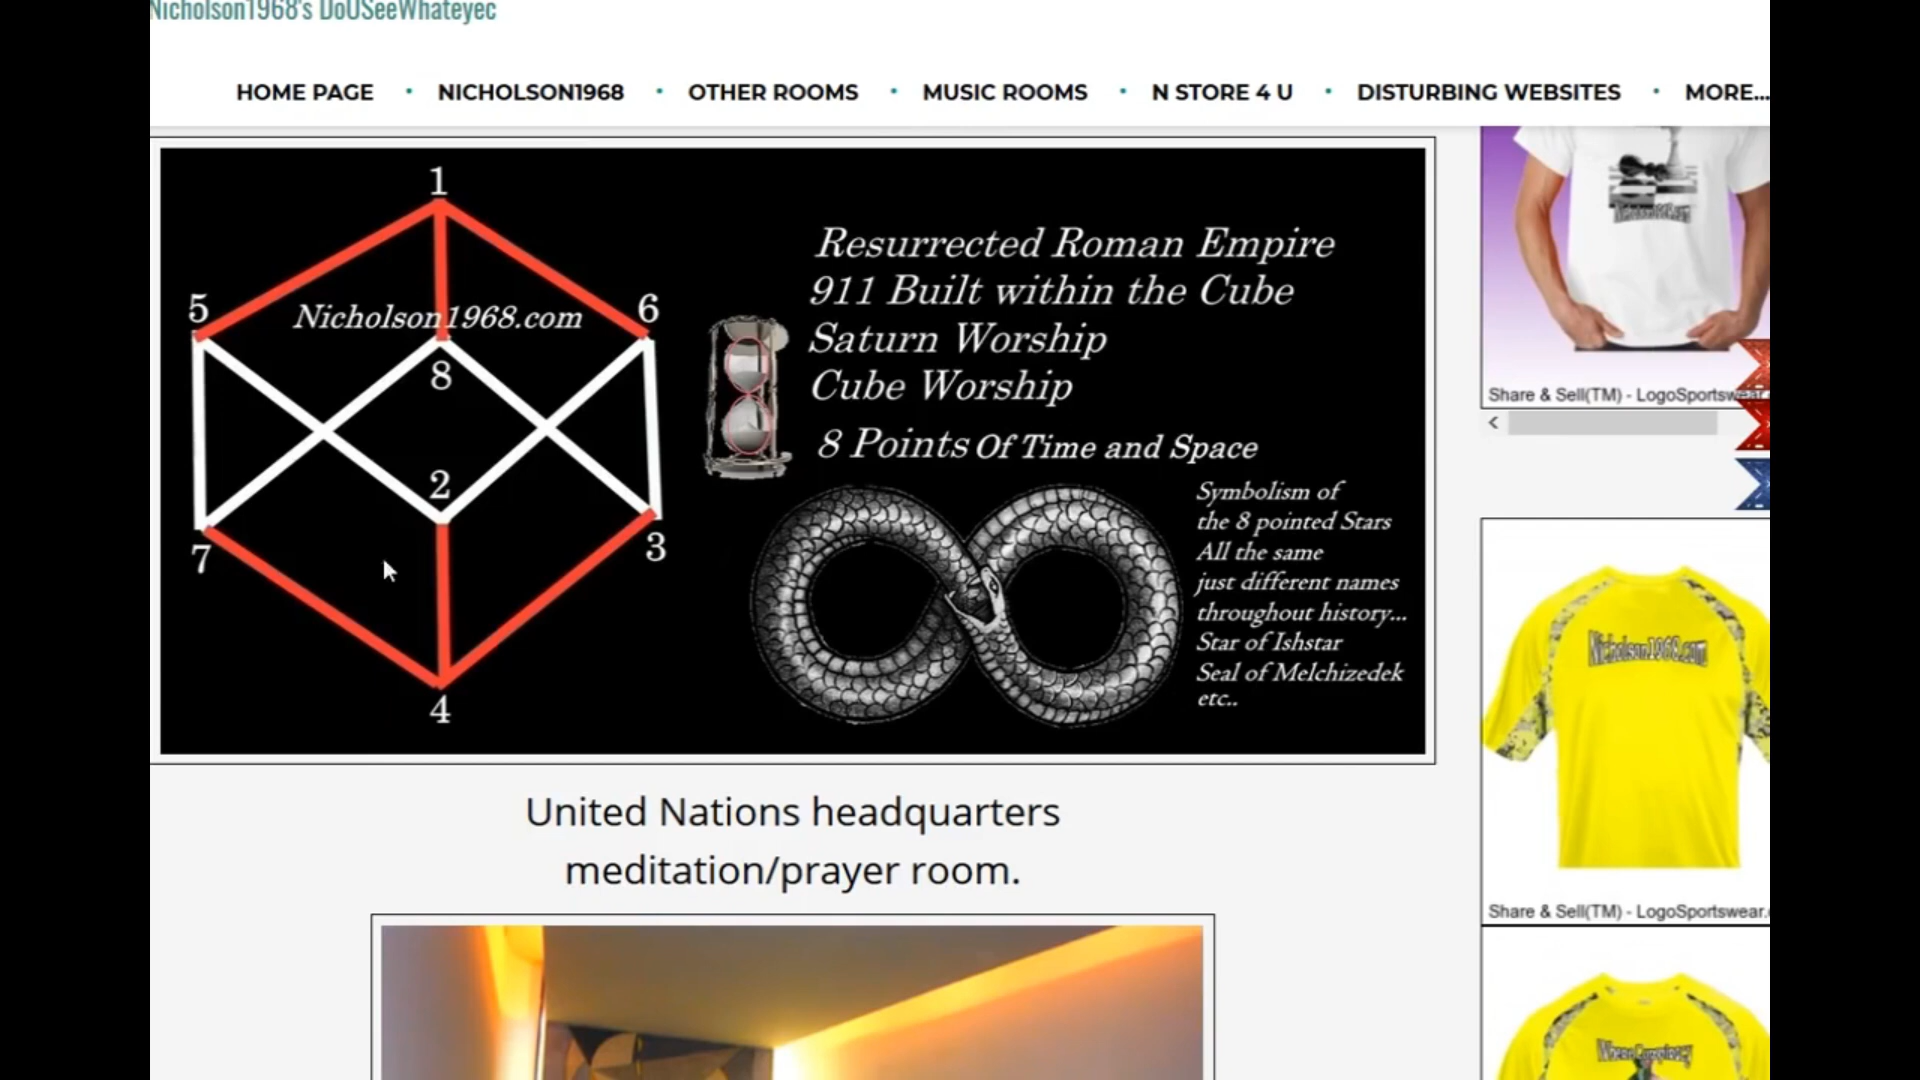 Nicholson1968's DoUSeeWhateyec
HOME PAGE • NICHOLSON1968 • OTHER ROOMS • MUSIC ROOMS • N STORE 4 U • DISTURBING WEBSITES • MORE...
1
5
6
Nicholson1968.com
8
2
7
3
4
Resurrected Roman Empire
911 Built within the Cube
Saturn Worship
Cube Worship
8 Points Of Time and Space
Symbolism of
the 8 pointed Stars
All the same
just different names
throughout history...
Star of Ishstar
Seal of Melchizedek
etc..
United Nations headquarters
meditation/prayer room.
Nicholson1968.com
Share & Sell(TM) - LogoSportswear.
Nicholson1968.com
Share & Sell(TM) - LogoSportswear.